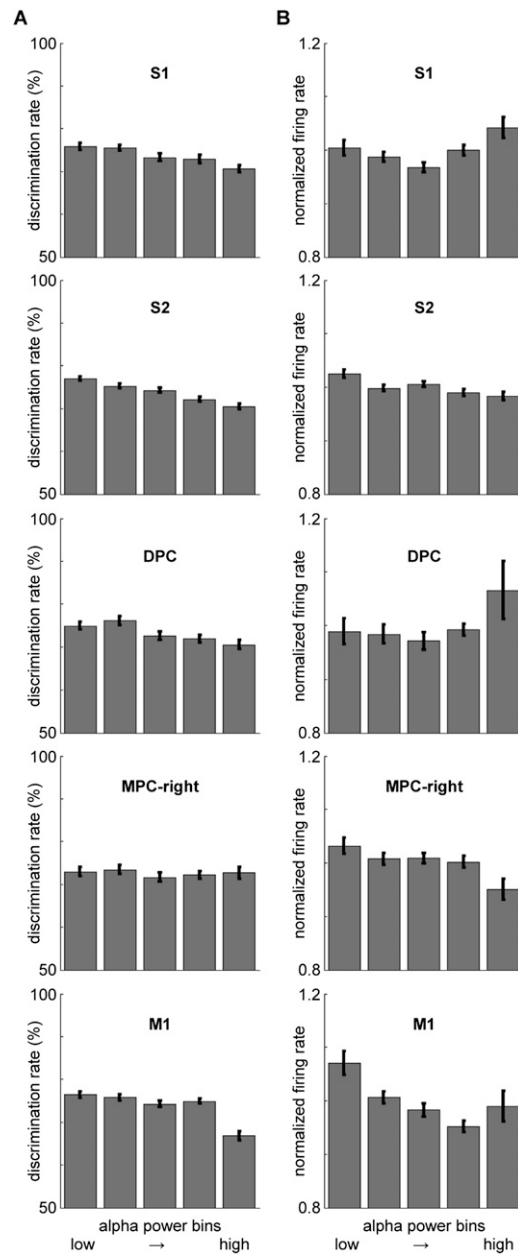 A
B
100
S1
discrimination rate (%)
50
1.2
S1
normalized firing rate
0.8
100
S2
discrimination rate (%)
50
1.2
S2
normalized firing rate
0.8
100
DPC
discrimination rate (%)
50
1.2
DPC
normalized firing rate
0.8
100
MPC-right
discrimination rate (%)
50
1.2
MPC-right
normalized firing rate
0.8
100
M1
discrimination rate (%)
50
1.2
M1
normalized firing rate
0.8
alpha power bins
low → high
alpha power bins
low → high